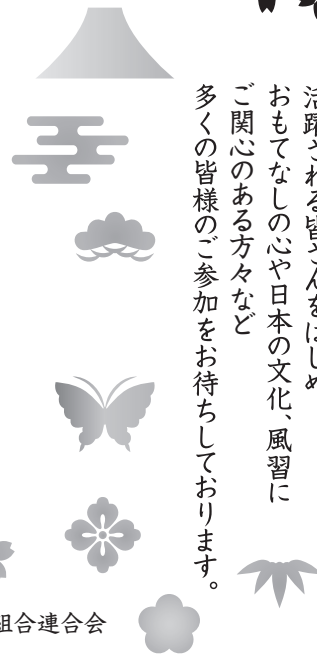 活躍される皆さんをはじめ
おもてなしの心や日本の文化、風習に
ご関心のある方々など
多くの皆様のご参加をお待ちしております。
組合連合会